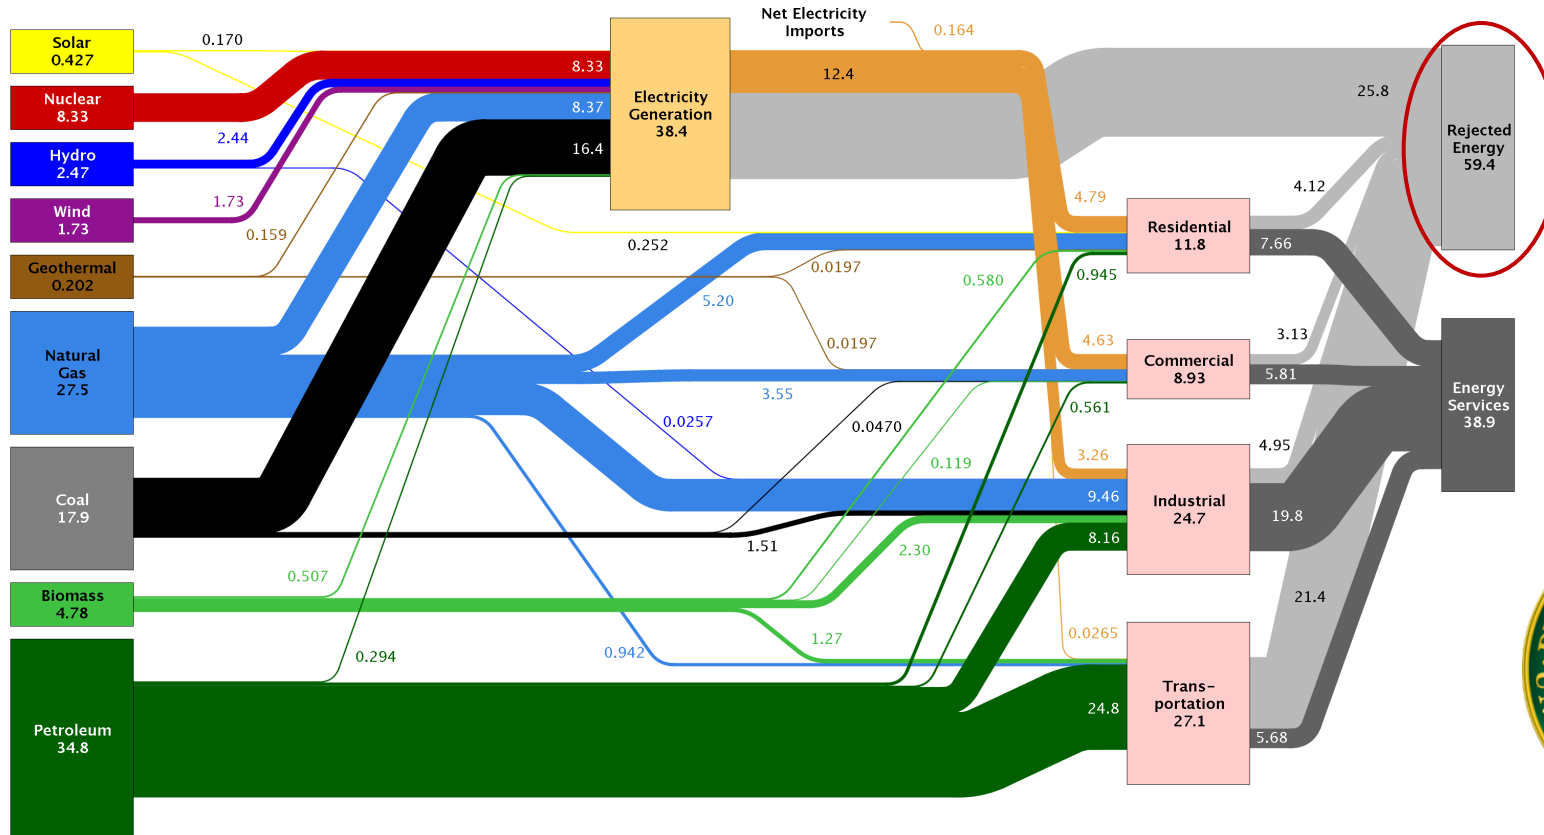 Net Electricity
Imports
0.164
Solar
0.427
0.170
Nuclear
8.33
8.33
12.4
25.8
Electricity
Generation
38.4
8.37
Rejected
Energy
59.4
Hydro
2.47
2.44
16.4
4.12
Wind
1.73
1.73
4.79
Residential
11.8
7.66
0.159
0.252
Geothermal
0.202
0.0197
0.580
0.945
5.20
Natural
Gas
27.5
0.0197
4.63
3.13
Commercial
8.93
5.81
Energy
Services
38.9
3.55
0.561
0.0257
0.0470
0.119
3.26
4.95
Coal
17.9
9.46
Industrial
24.7
19.8
8.16
1.51
2.30
0.507
Biomass
4.78
21.4
1.27
0.0265
0.942
0.294
Trans-
portation
27.1
24.8
5.68
Petroleum
34.8